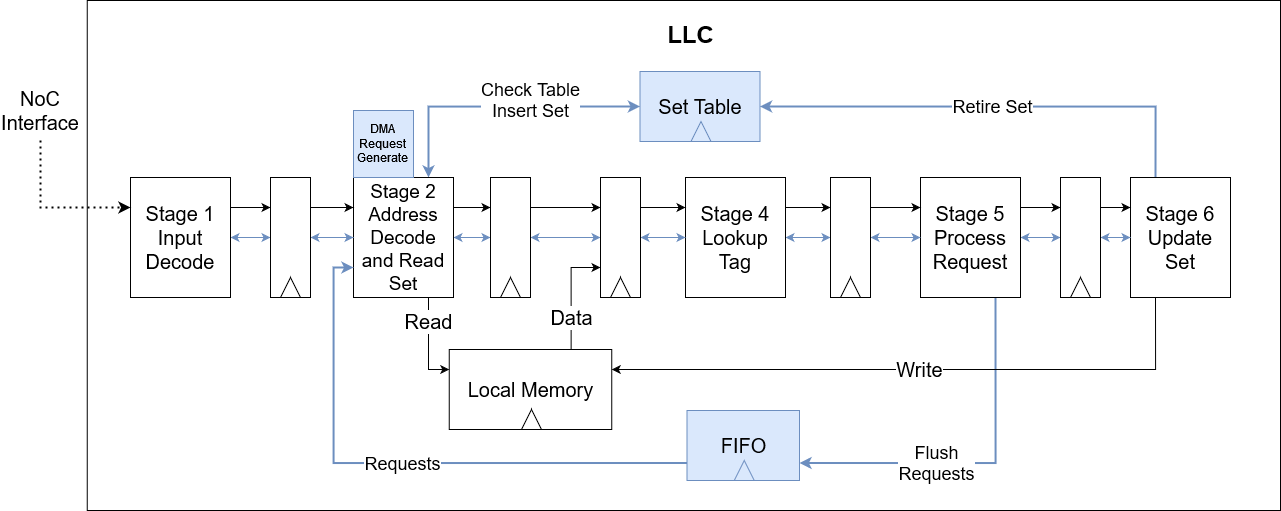 LLC
NoC
Interface
Check Table
Insert Set
Set Table
Retire Set
DMA
Request
Generate
Stage 1
Input
Decode
Stage 2
Address
Decode
and Read
Set
Stage 4
Lookup
Tag
Stage 5
Process
Request
Stage 6
Update
Set
Read
Data
Local Memory
Write
FIFO
Requests
Flush
Requests